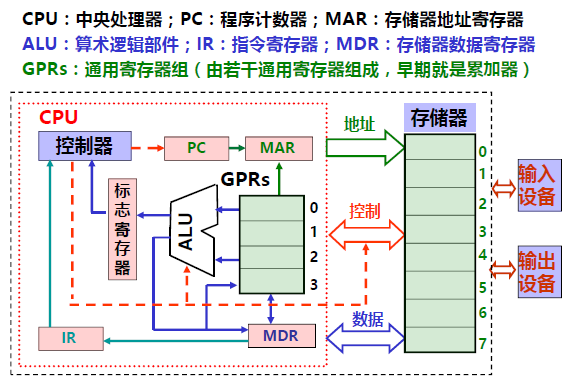 CPU：中央处理器；PC：程序计数器；MAR：存储器地址寄存器
ALU：算术逻辑部件；IR：指令寄存器；MDR：存储器数据寄存器
GPRs：通用寄存器组（由若干通用寄存器组成，早期就是累加器）
CPU
控制器
PC
MAR
地址
存储器
GPRs
标志寄存器
ALU
0
1
2
3
控制
IR
MDR
数据
0
1
2
3
4
5
6
7
输入
设备
输出
设备